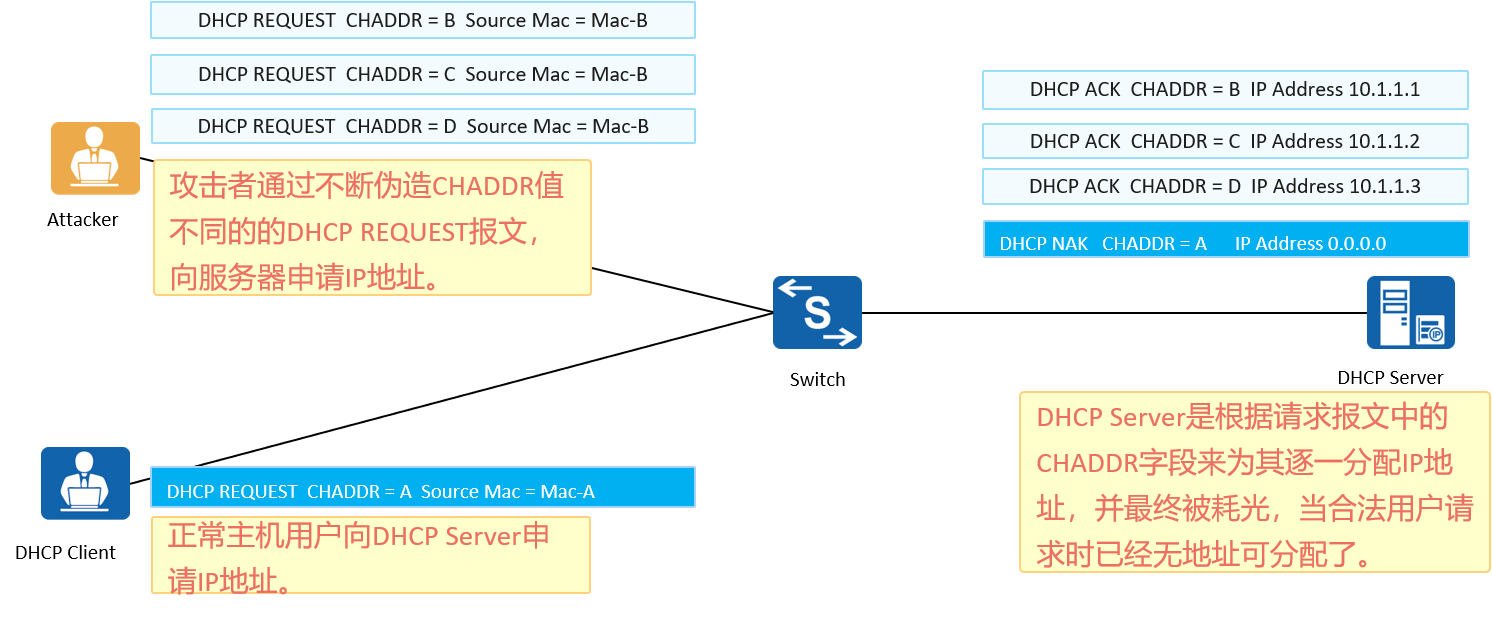 DHCP REQUEST CHADDR = B Source Mac = Mac-B
DHCP REQUEST CHADDR = C Source Mac = Mac-B
DHCP REQUEST CHADDR = D Source Mac = Mac-B
Attacker
攻击者通过不断伪造CHADDR值
不同的的DHCP REQUEST报文，
向服务器申请IP地址。
DHCP ACK CHADDR = B IP Address 10.1.1.1
DHCP ACK CHADDR = C IP Address 10.1.1.2
DHCP ACK CHADDR = D IP Address 10.1.1.3
DHCP NAK CHADDR = A IP Address 0.0.0.0
S
IP
Switch
DHCP Server
DHCP Server是根据请求报文中的
CHADDR字段来为其逐一分配IP地
址，并最终被耗光，当合法用户请
求时已经无地址可分配了。
DHCP REQUEST CHADDR = A Source Mac = Mac-A
DHCP Client
正常主机用户向DHCP Server申
请IP地址。